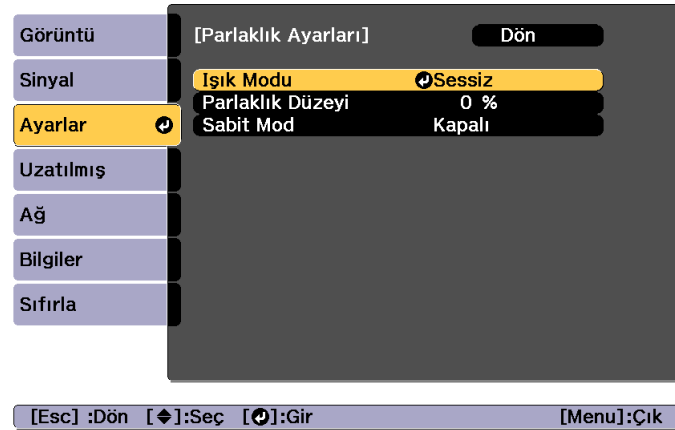 Görüntü
Sinyal
Ayarlar
Uzatılmış
Ağ
Bilgiler
Sıfırla
[Parlaklık Ayarları] Dön
Işık Modu Sessiz
Parlaklık Düzeyi 0 %
Sabit Mod Kapalı
[Esc] :Dön [◆]:Seç [↵]:Gir [Menu]:Çık